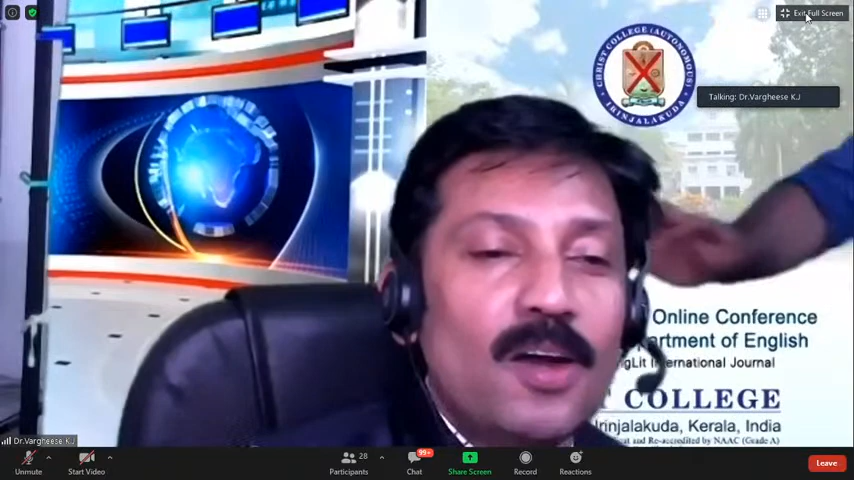 Exit Full Screen
CHRIST COLLEGE (AUTONOMOUS)
IRINJALAKUDA
Talking: Dr.Vargheese K.J
Online Conference
partment of English
ngLit International Journal
COLLEGE
Irinjalakuda, Kerala, India
and Re-accredited by NAAC (Grade A)
Dr.Vargheese K.J
Unmute
Start Video
Participants
28
Chat
99+
Share Screen
Record
Reactions
Leave